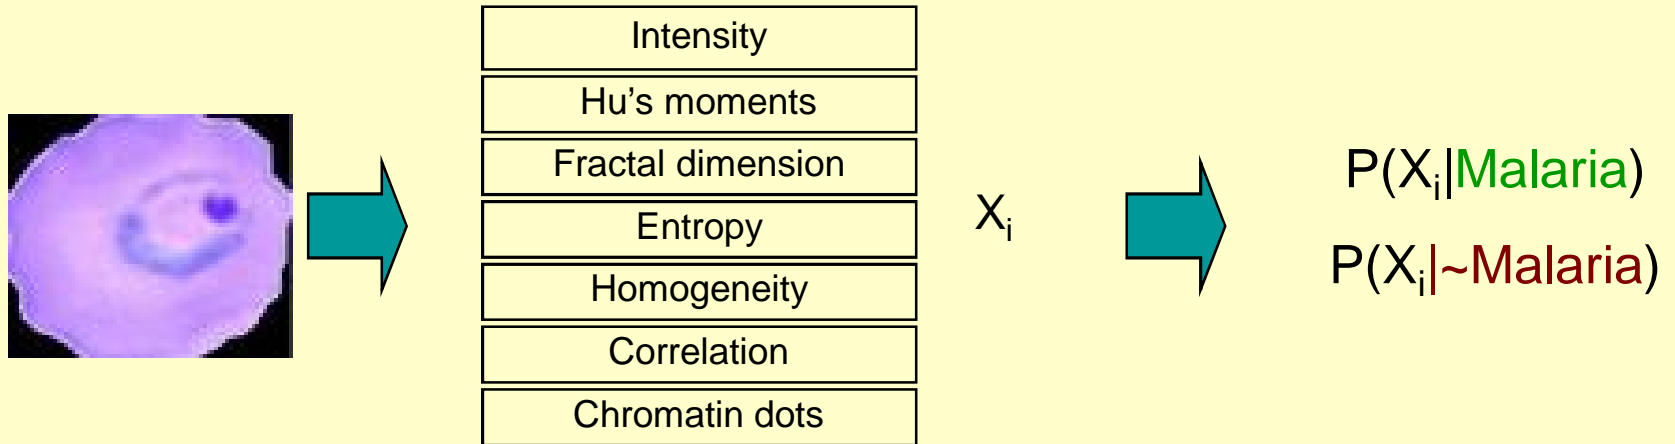 Intensity
Hu's moments
Fractal dimension
Entropy
Homogeneity
Correlation
Chromatin dots
Xi
P(Xi|Malaria)
P(Xi|~Malaria)